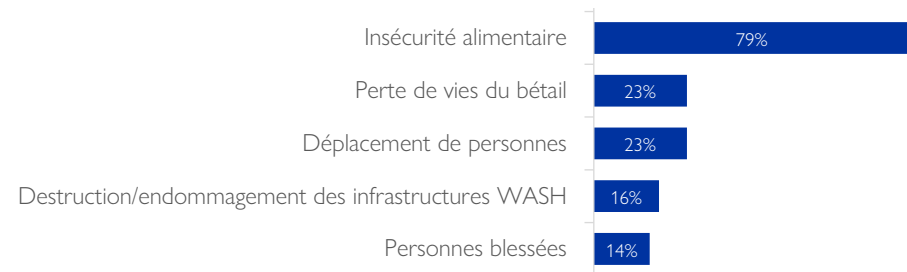 Insécurité alimentaire 79%
Perte de vies du bétail 23%
Déplacement de personnes 23%
Destruction/endommagement des infrastructures WASH 16%
Personnes blessées 14%